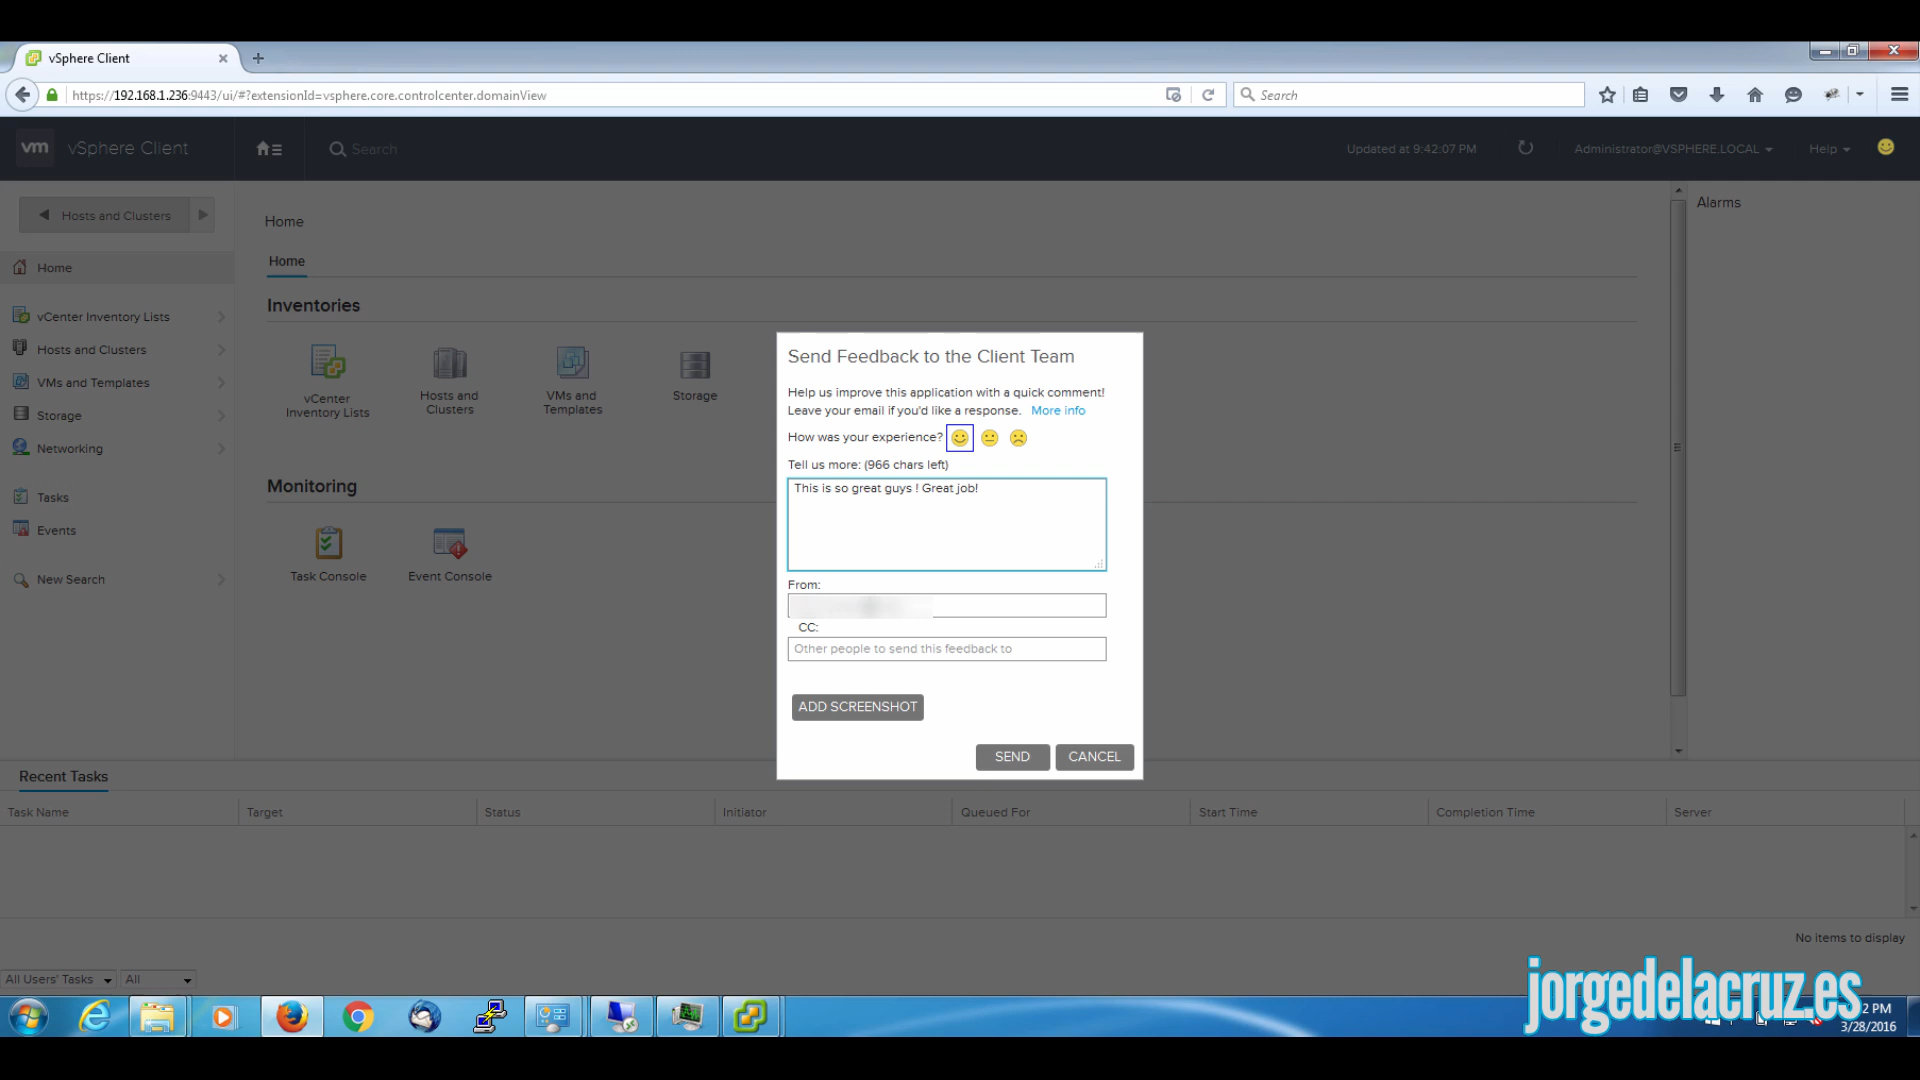 vSphere Client
https://192.168.1.236:9443/ui/#?extensionId=vsphere.core.controlcenter.domainView
Search
vm vSphere Client
Search
Updated at 9:42:07 PM
Administrator@VSPHERE.LOCAL
Help
Hosts and Clusters
Home
vCenter Inventory Lists
Hosts and Clusters
VMs and Templates
Storage
Networking
Tasks
Events
New Search
Home
Home
Inventories
vCenter
Inventory Lists
Hosts and
Clusters
VMs and
Templates
Storage
Monitoring
Task Console
Event Console
Alarms
Send Feedback to the Client Team
Help us improve this application with a quick comment!
Leave your email if you'd like a response. More info
How was your experience?
Tell us more: (966 chars left)
This is so great guys ! Great job!
From:
CC:
Other people to send this feedback to
ADD SCREENSHOT
SEND
CANCEL
Recent Tasks
Task Name
Target
Status
Initiator
Queued For
Start Time
Completion Time
Server
No items to display
All Users' Tasks
All
jorgedelacruz.es
2 PM
3/28/2016